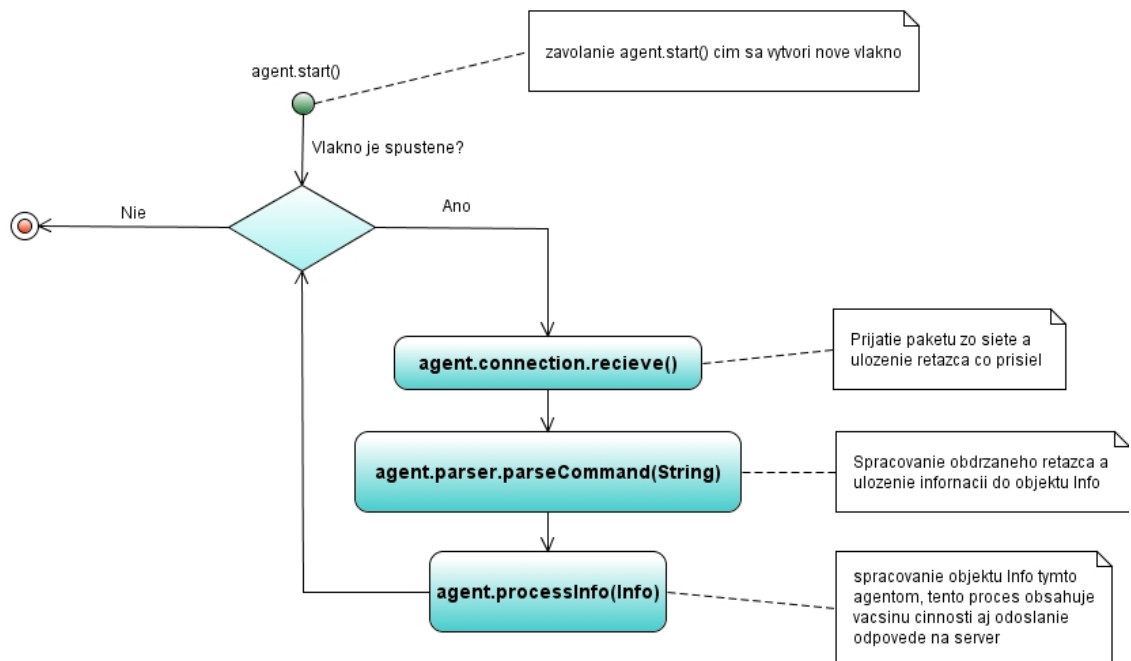 zavolanie agent.start() cim sa vytvori nove vlakno
agent.start()
Vlakno je spustene?
Nie
Ano
agent.connection.recieve()
Prijatie paketu zo siete a
ulozenie retazca co prisiel
agent.parser.parseCommand(String)
Spracovanie obdrzaneho retazca a
ulozenie infornacii do objektu Info
agent.processInfo(Info)
spracovanie objektu Info tymto
agentom, tento proces obsahuje
vacsinu cinnosti aj odoslanie
odpovede na server